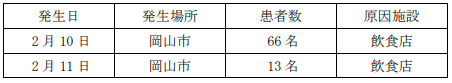 発生日 発生場所 患者数 原因施設
2月10日 岡山市 66名 飲食店
2月11日 岡山市 13名 飲食店